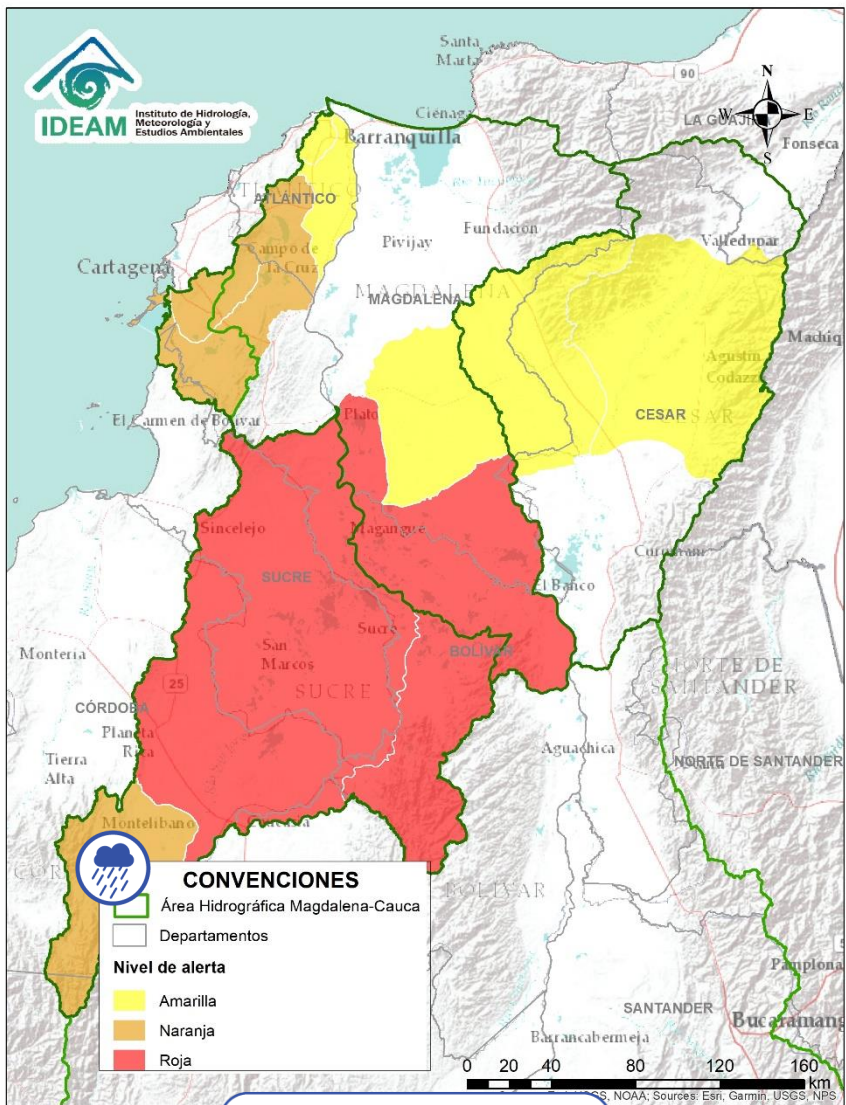 IDEAM
Instituto de Hidrología,
Meteorología y
Estudios Ambientales
Santa
Marta
90
N
W
E
S
LA GUAJIRA
Ciénaga
Fonseca
Barranquilla
ATLÁNTICO
Fundación
Pivijay
Valledupar
Cartagena
Campo de
la Cruz
MAGDALENA
MAGDALENA
Agustín
Codazzi
CESAR
CESAR
Plato
El Carmen de Bolívar
Sincelejo
Magangué
SUCRE
El Banco
Sucre
BOLÍVAR
San
Marcos
Montería
25
SUCRE
NORTE DE
SANTANDER
CÓRDOBA
Planeta
Rica
Tierra
Alta
Aguachica
NORTE DE SANTANDER
Montelíbano
BOLÍVAR
CONVENCIONES
Área Hidrográfica Magdalena-Cauca
Departamentos
Nivel de alerta
Amarilla
Naranja
Roja
Pamplona
SANTANDER
Bucaramang
Barrancabermeja
0 20 40 80 120 160
km
USGS, NOAA; Sources: Esri, Garmin, USGS, NPS